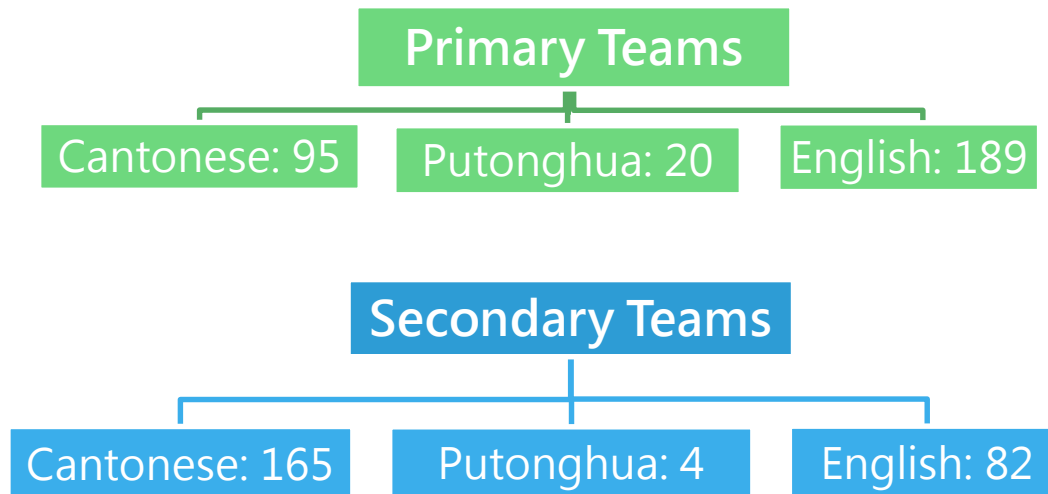 Primary Teams
Cantonese: 95
Putonghua: 20
English: 189
Secondary Teams
Cantonese: 165
Putonghua: 4
English: 82